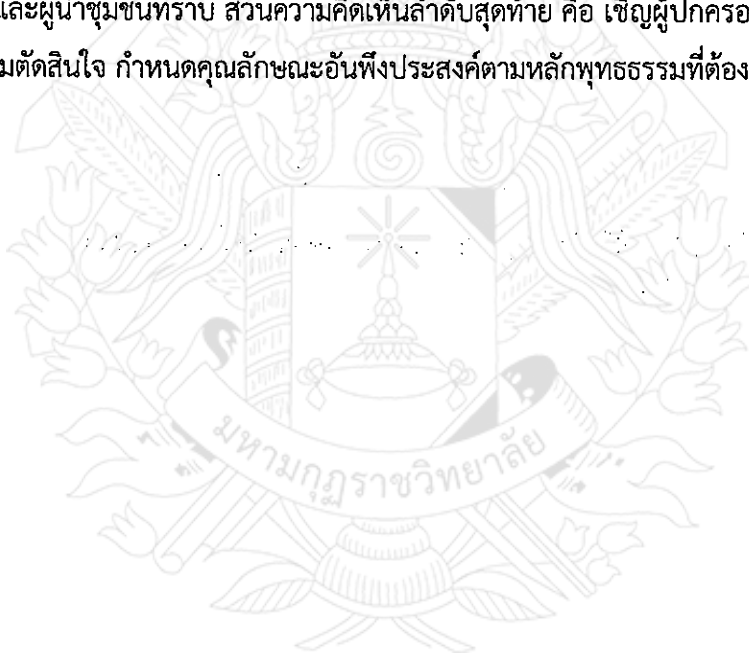 และผู้นำชุมชนทราบ ส่วนความคิดเห็นลำดับสุดท้าย คือ เชิญผู้ปกครอ
มตัดสินใจ กำหนดคุณลักษณะอันพึงประสงค์ตามหลักพุทธธรรมที่ต้อง
มหามกุฏราชวิทยาลัย